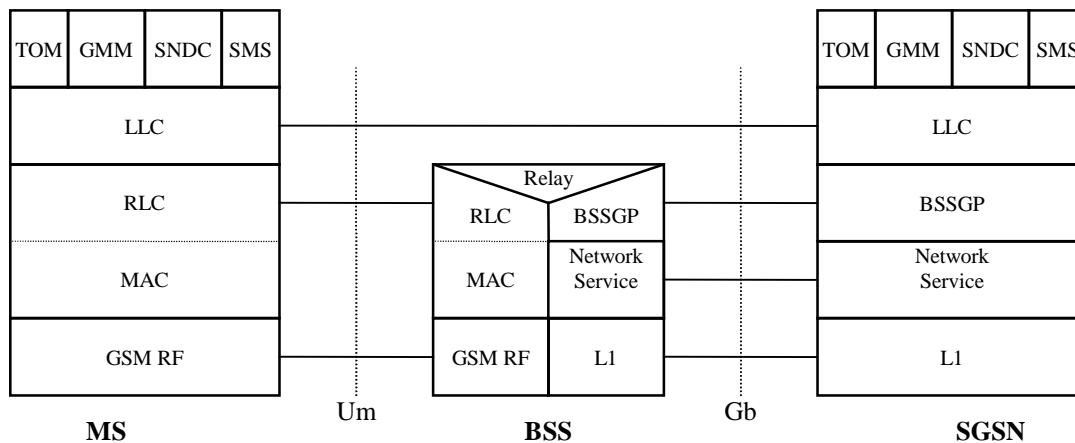 TOM GMM SNDC SMS
TOM GMM SNDC SMS
LLC
LLC
Relay
RLC
RLC
BSSGP
BSSGP
MAC
MAC
Network
Service
Network
Service
GSM RF
GSM RF
L1
L1
Um
Gb
MS
BSS
SGSN